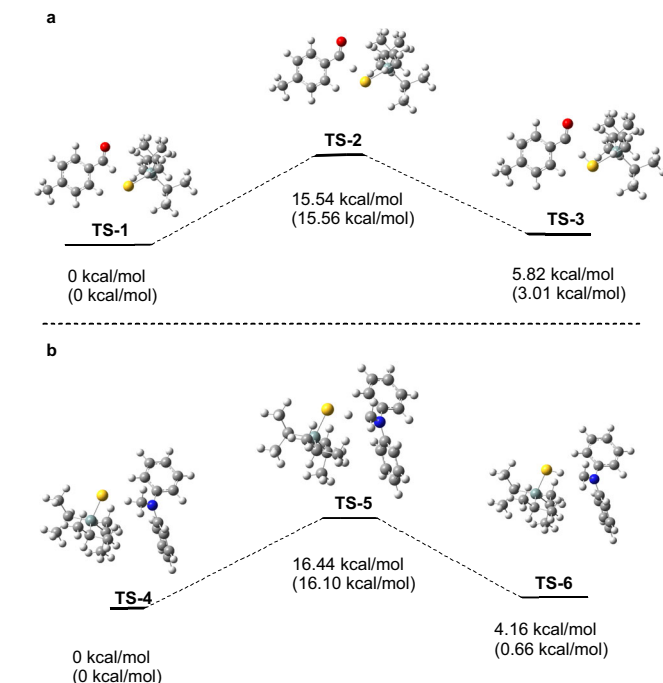 a
TS-2
15.54 kcal/mol
(15.56 kcal/mol)
TS-1
0 kcal/mol
(0 kcal/mol)
TS-3
5.82 kcal/mol
(3.01 kcal/mol)
b
TS-5
16.44 kcal/mol
(16.10 kcal/mol)
TS-4
0 kcal/mol
(0 kcal/mol)
TS-6
4.16 kcal/mol
(0.66 kcal/mol)